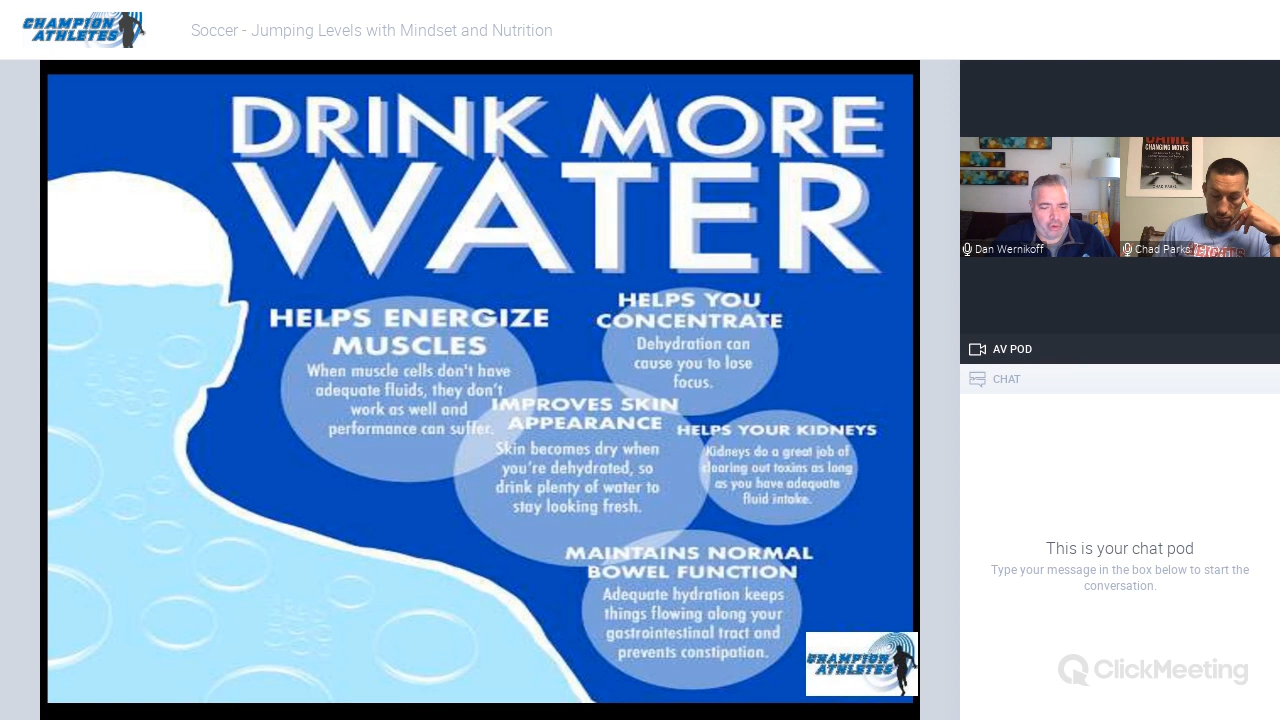 CHAMPION
ATHLETES
Soccer - Jumping Levels with Mindset and Nutrition
DRINK MORE
WATER
HELPS ENERGIZE
MUSCLES
When muscle cells don't have
adequate fluids, they don't
work as well and
performance can suffer.
HELPS YOU
CONCENTRATE
Dehydration can
cause you to lose
focus.
IMPROVES SKIN
APPEARANCE
Skin becomes dry when
you're dehydrated, so
drink plenty of water to
stay looking fresh.
HELPS YOUR KIDNEYS
Kidneys do a great job of
clearing out toxins as long
as you have adequate
fluid intake.
MAINTAINS NORMAL
BOWEL FUNCTION
Adequate hydration keeps
things flowing along your
gastrointestinal tract and
prevents constipation.
CHAMPION
ATHLETES
GAME
CHANGING MOVES
CHAD PARKS
Dan Wernikoff
Chad Parks
AV POD
CHAT
This is your chat pod
Type your message in the box below to start the
conversation.
ClickMeeting